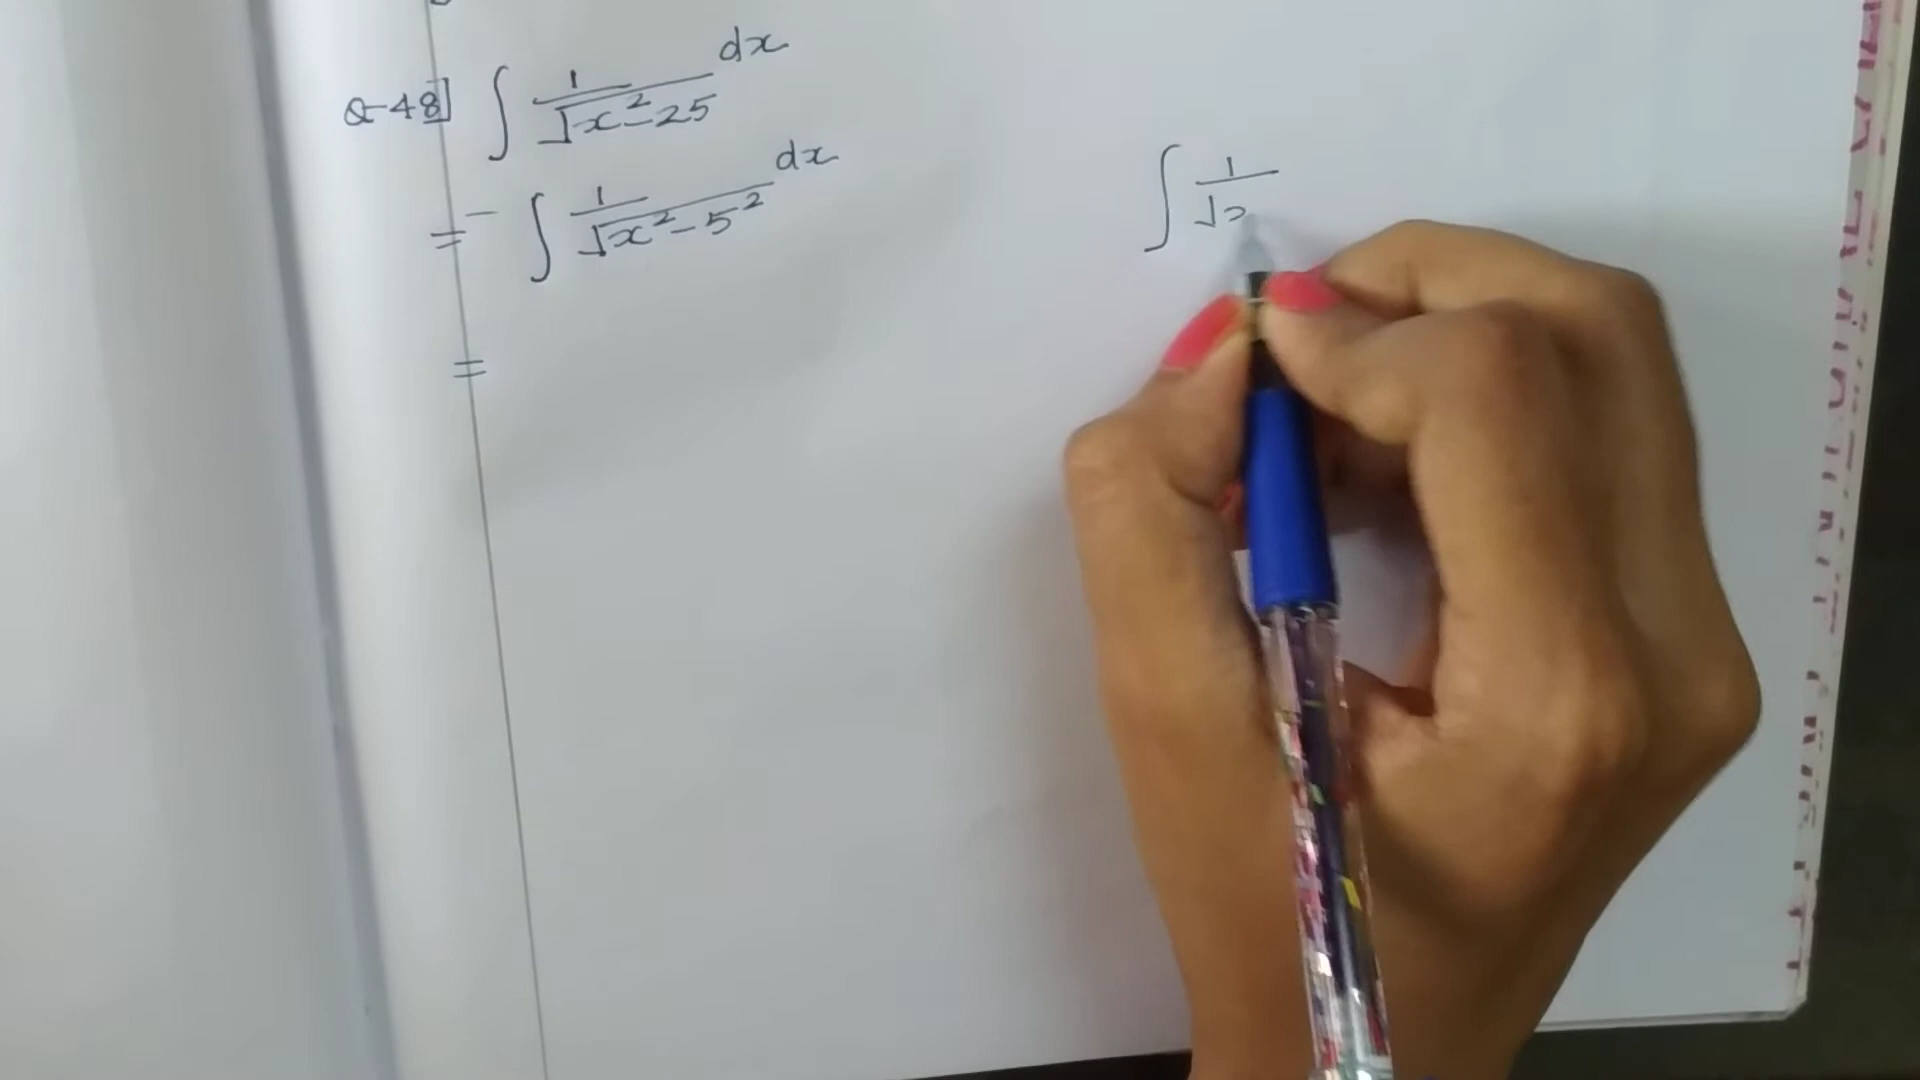 Q-48] ∫ 1/√x²-25 dx
= - ∫ 1/√x²-5² dx
=
∫ 1/√x